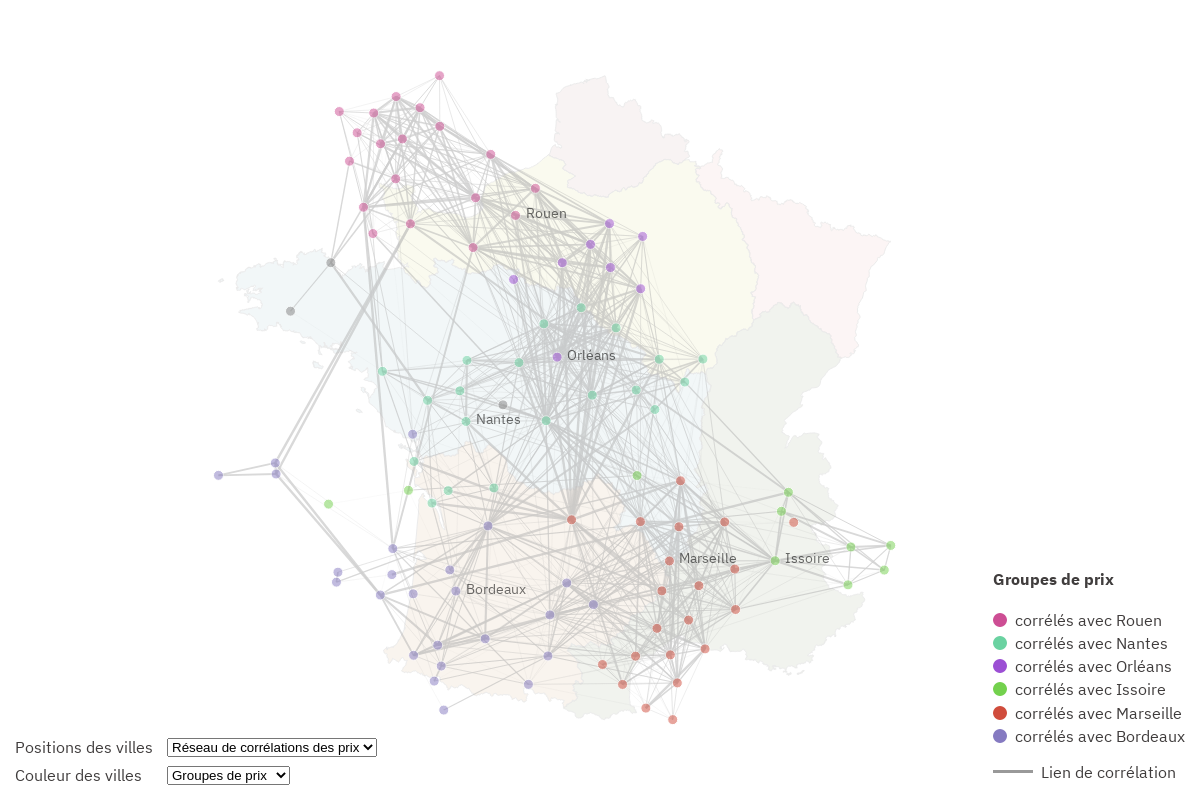 Rouen
Orléans
Nantes
Marseille
Issoire
Bordeaux
Groupes de prix
corrélés avec Rouen
corrélés avec Nantes
corrélés avec Orléans
corrélés avec Issoire
corrélés avec Marseille
corrélés avec Bordeaux
Lien de corrélation
Positions des villes Réseau de corrélations des prix
Couleur des villes Groupes de prix